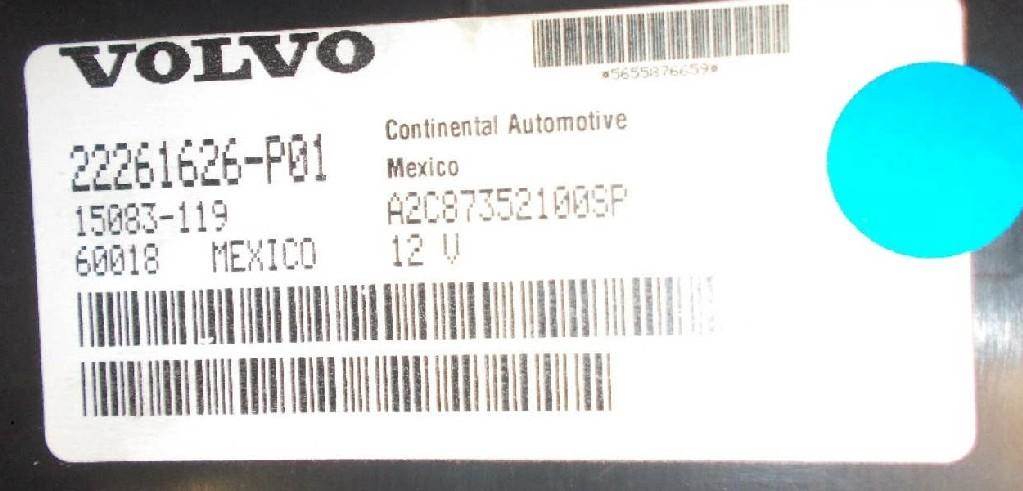 VOLVO
*5655876659*
22261626-P01
Continental Automotive
Mexico
15083-119
A2C87352100SP
60018 MEXICO
12 V